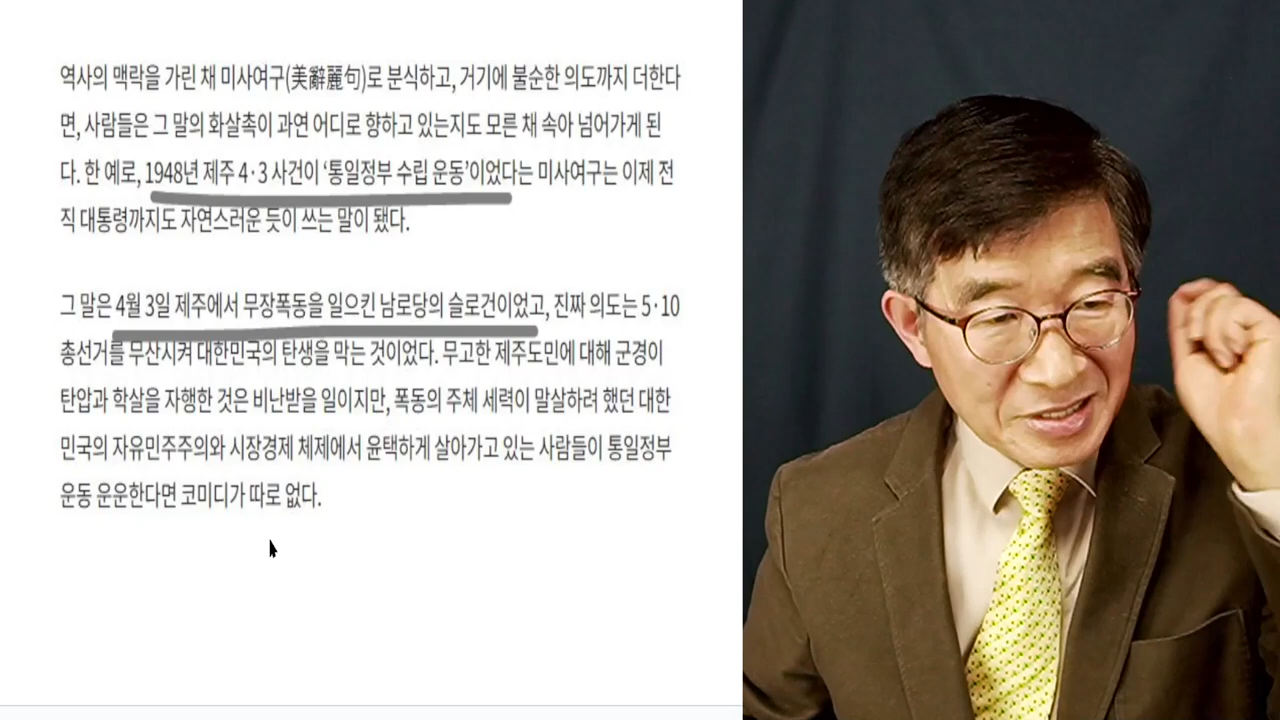 역사의 맥락을 가린 채 미사여구(美辭麗句)로 분식하고, 거기에 불순한 의도까지 더한다
면, 사람들은 그 말의 화살촉이 과연 어디로 향하고 있는지도 모른 채 속아 넘어가게 된
다. 한 예로, 1948년 제주 4·3 사건이 ‘통일정부 수립 운동’이었다는 미사여구는 이제 전
직 대통령까지도 자연스러운 듯이 쓰는 말이 됐다.
그 말은 4월 3일 제주에서 무장폭동을 일으킨 남로당의 슬로건이었고, 진짜 의도는 5·10
총선거를 무산시켜 대한민국의 탄생을 막는 것이었다. 무고한 제주도민에 대해 군경이
탄압과 학살을 자행한 것은 비난받을 일이지만, 폭동의 주체 세력이 말살하려 했던 대한
민국의 자유민주주의와 시장경제 체제에서 윤택하게 살아가고 있는 사람들이 통일정부
운동 운운한다면 코미디가 따로 없다.